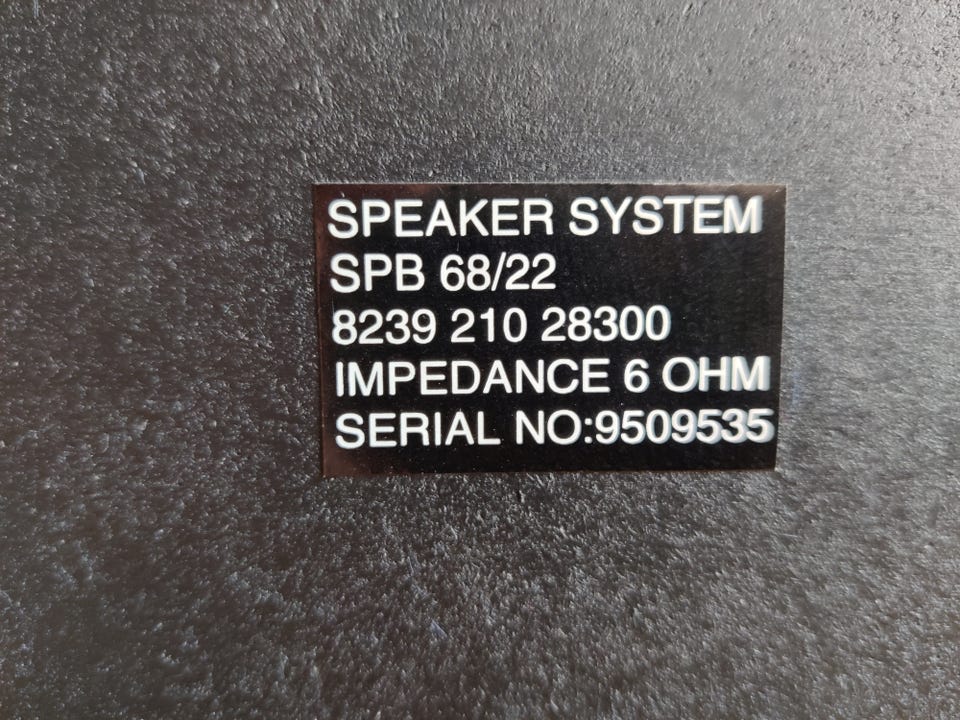 SPEAKER SYSTEM
SPB 68/22
8239 210 28300
IMPEDANCE 6 OHM
SERIAL NO:9509535